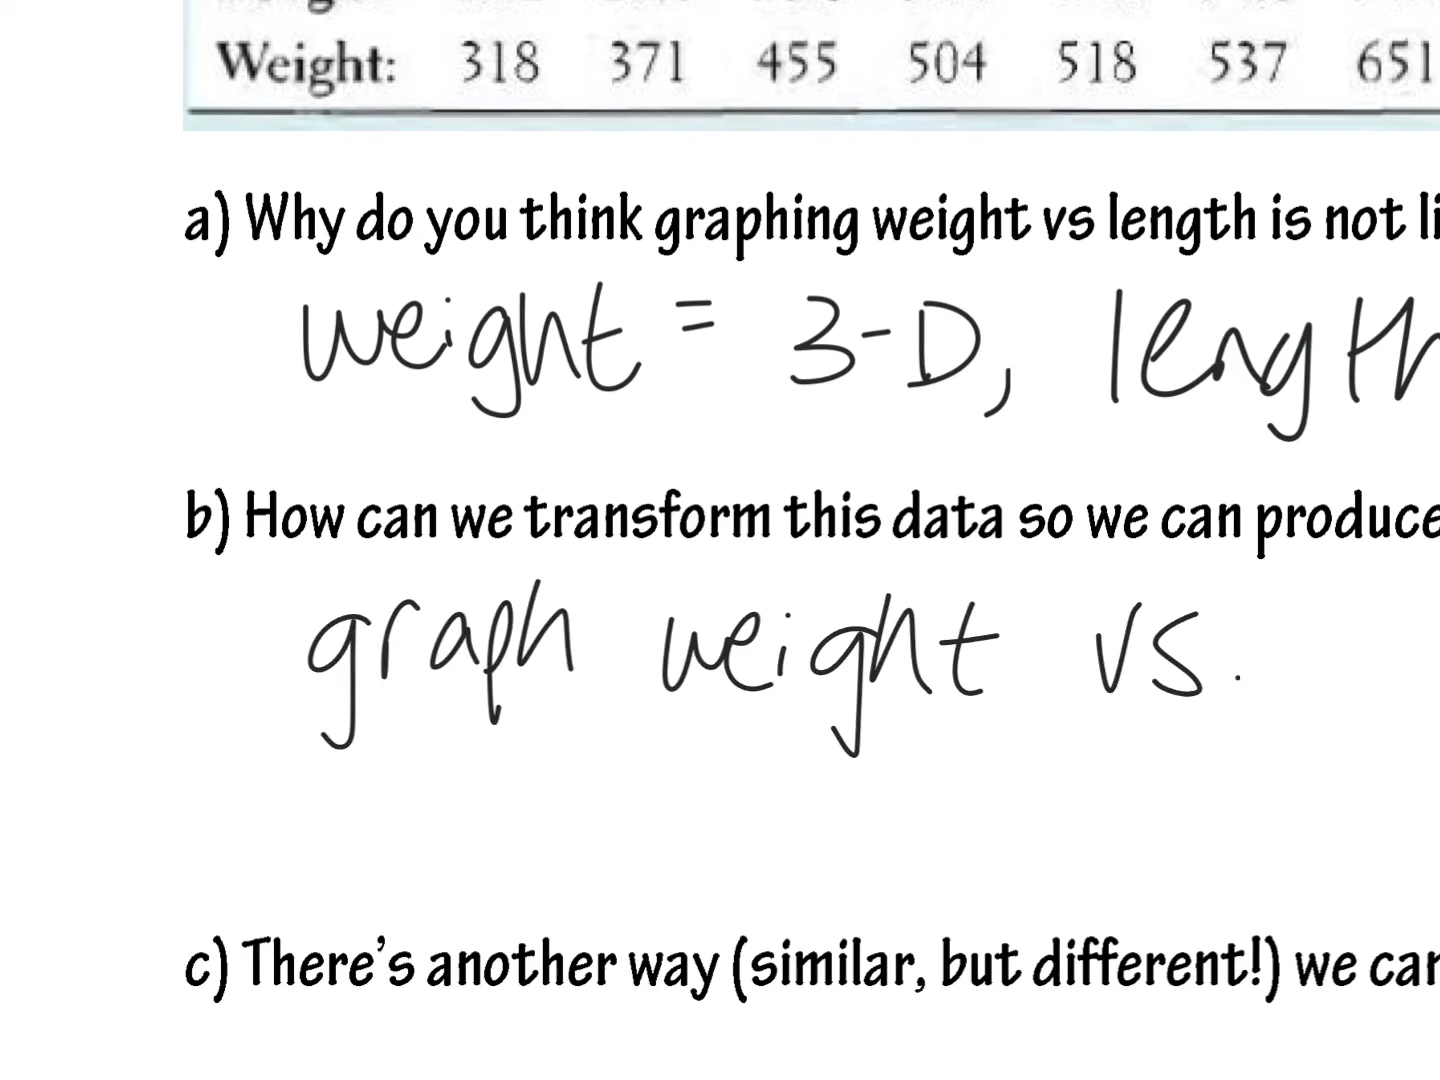 Weight: 318 371 455 504 518 537 651
a) Why do you think graphing weight vs length is not li
weight = 3-D, length
b) How can we transform this data so we can produce
graph weight vs.
c) There's another way (similar, but different!) we can